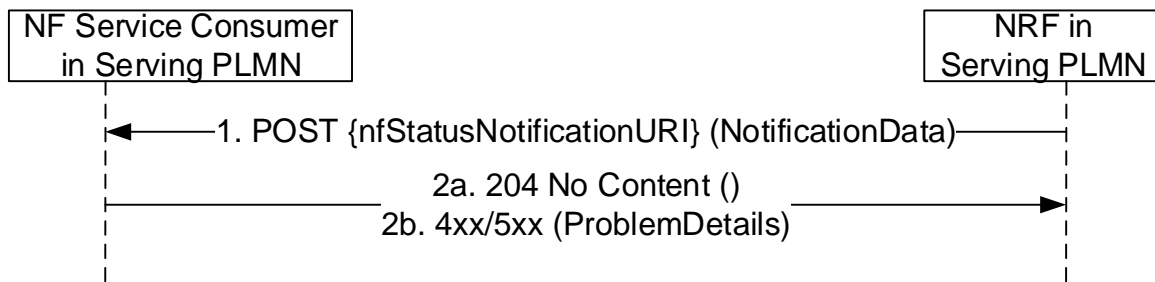 NF Service Consumer
in Serving PLMN
NRF in
Serving PLMN
1. POST {nfStatusNotificationURI} (NotificationData)
2a. 204 No Content ()
2b. 4xx/5xx (ProblemDetails)